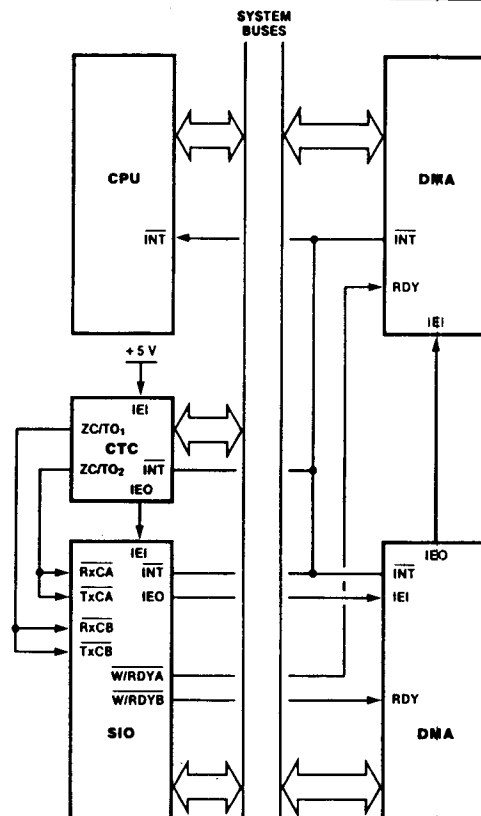 SYSTEM
BUSES
CPU
INT
DMA
INT
RDY
IEI
+5 V
IEI
ZC/TO1
CTC
ZC/TO2
INT
IEO
IEI
RxCA
INT
TxCA
IEO
RxCB
TxCB
W/RDYA
W/RDYB
SIO
IEO
INT
IEI
RDY
DMA